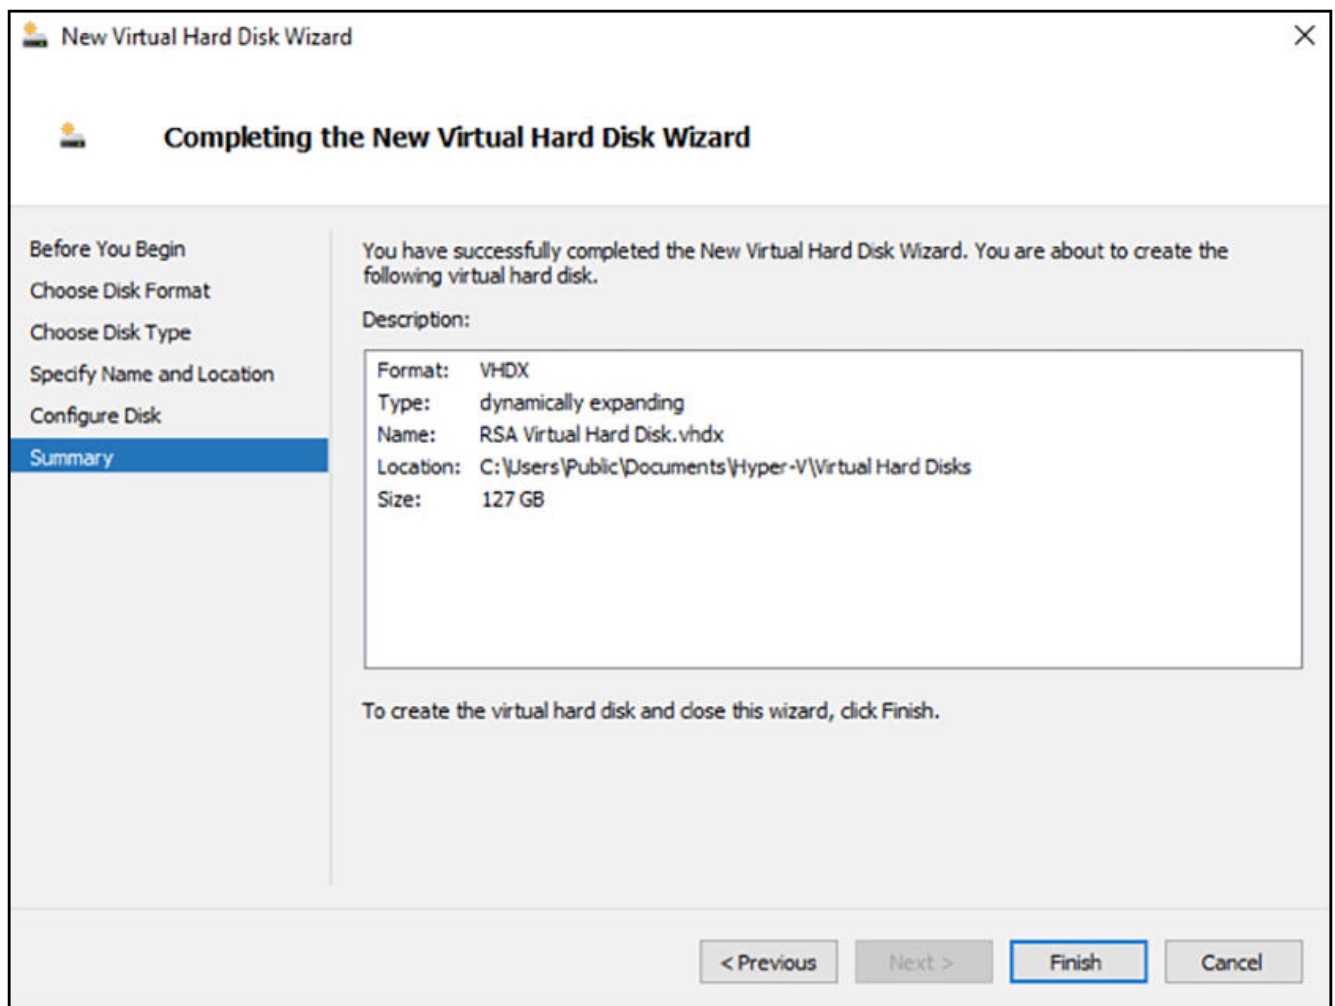 New Virtual Hard Disk Wizard
Completing the New Virtual Hard Disk Wizard
Before You Begin
Choose Disk Format
Choose Disk Type
Specify Name and Location
Configure Disk
Summary
You have successfully completed the New Virtual Hard Disk Wizard. You are about to create the
following virtual hard disk.
Description:
Format: VHDX
Type: dynamically expanding
Name: RSA Virtual Hard Disk.vhdx
Location: C:\Users\Public\Documents\Hyper-V\Virtual Hard Disks
Size: 127 GB
To create the virtual hard disk and close this wizard, click Finish.
< Previous Next > Finish Cancel